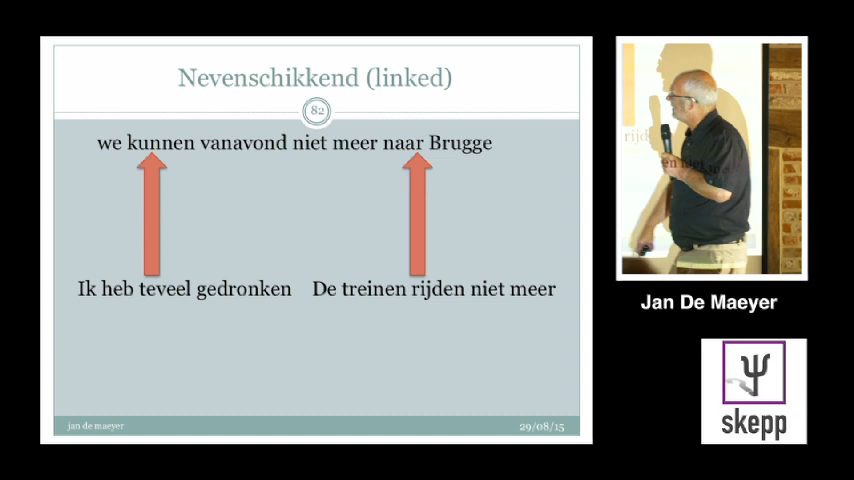 Nevenschikkend (linked)
82
we kunnen vanavond niet meer naar Brugge
Ik heb teveel gedronken
De treinen rijden niet meer
jan de maeyer
29/08/15
Jan De Maeyer
skepp